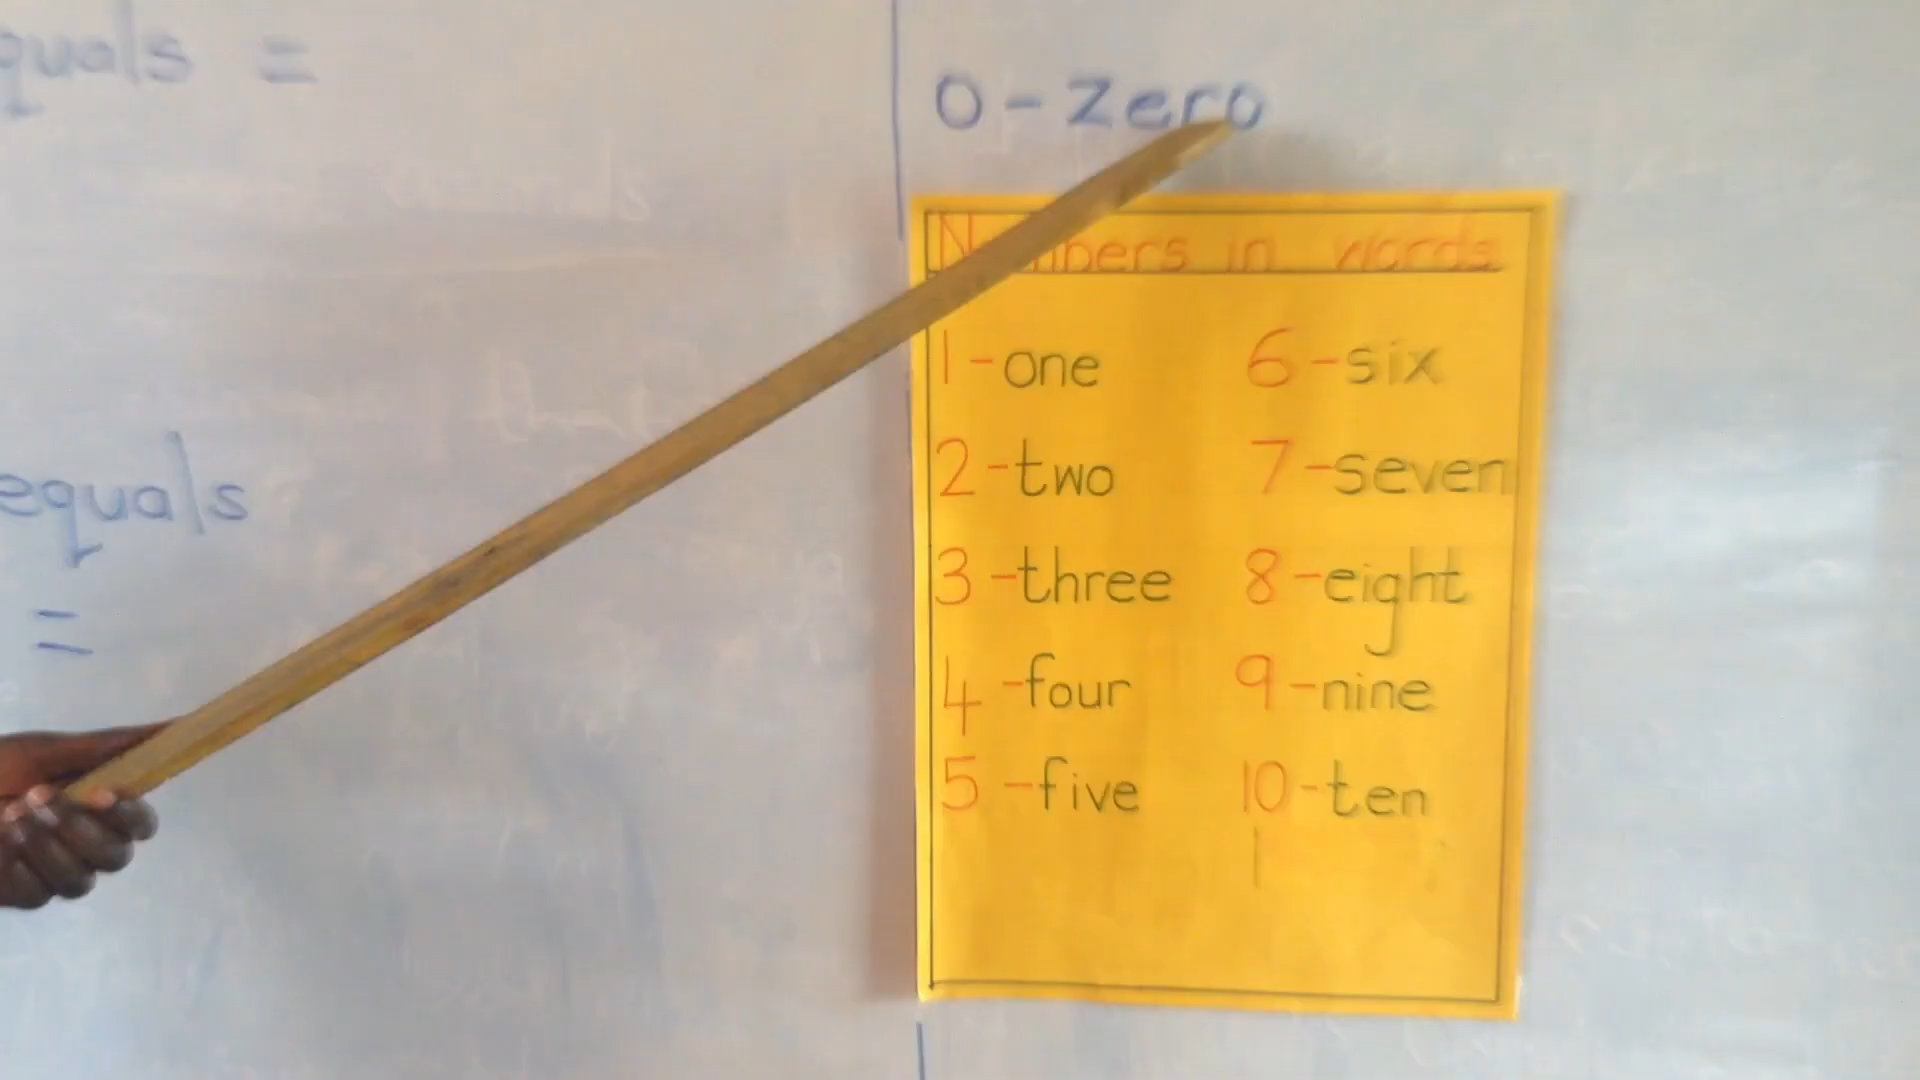 quals =
equals
=
0-zero
Numbers in words
1-one
2-two
3-three
4-four
5-five
6-six
7-seven
8-eight
9-nine
10-ten